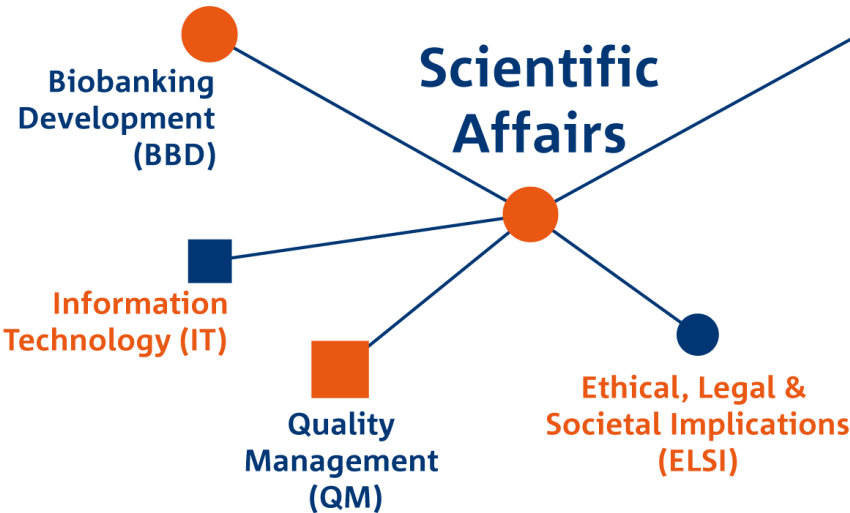 Scientific
Affairs
Biobanking
Development
(BBD)
Information
Technology (IT)
Quality
Management
(QM)
Ethical, Legal &
Societal Implications
(ELSI)